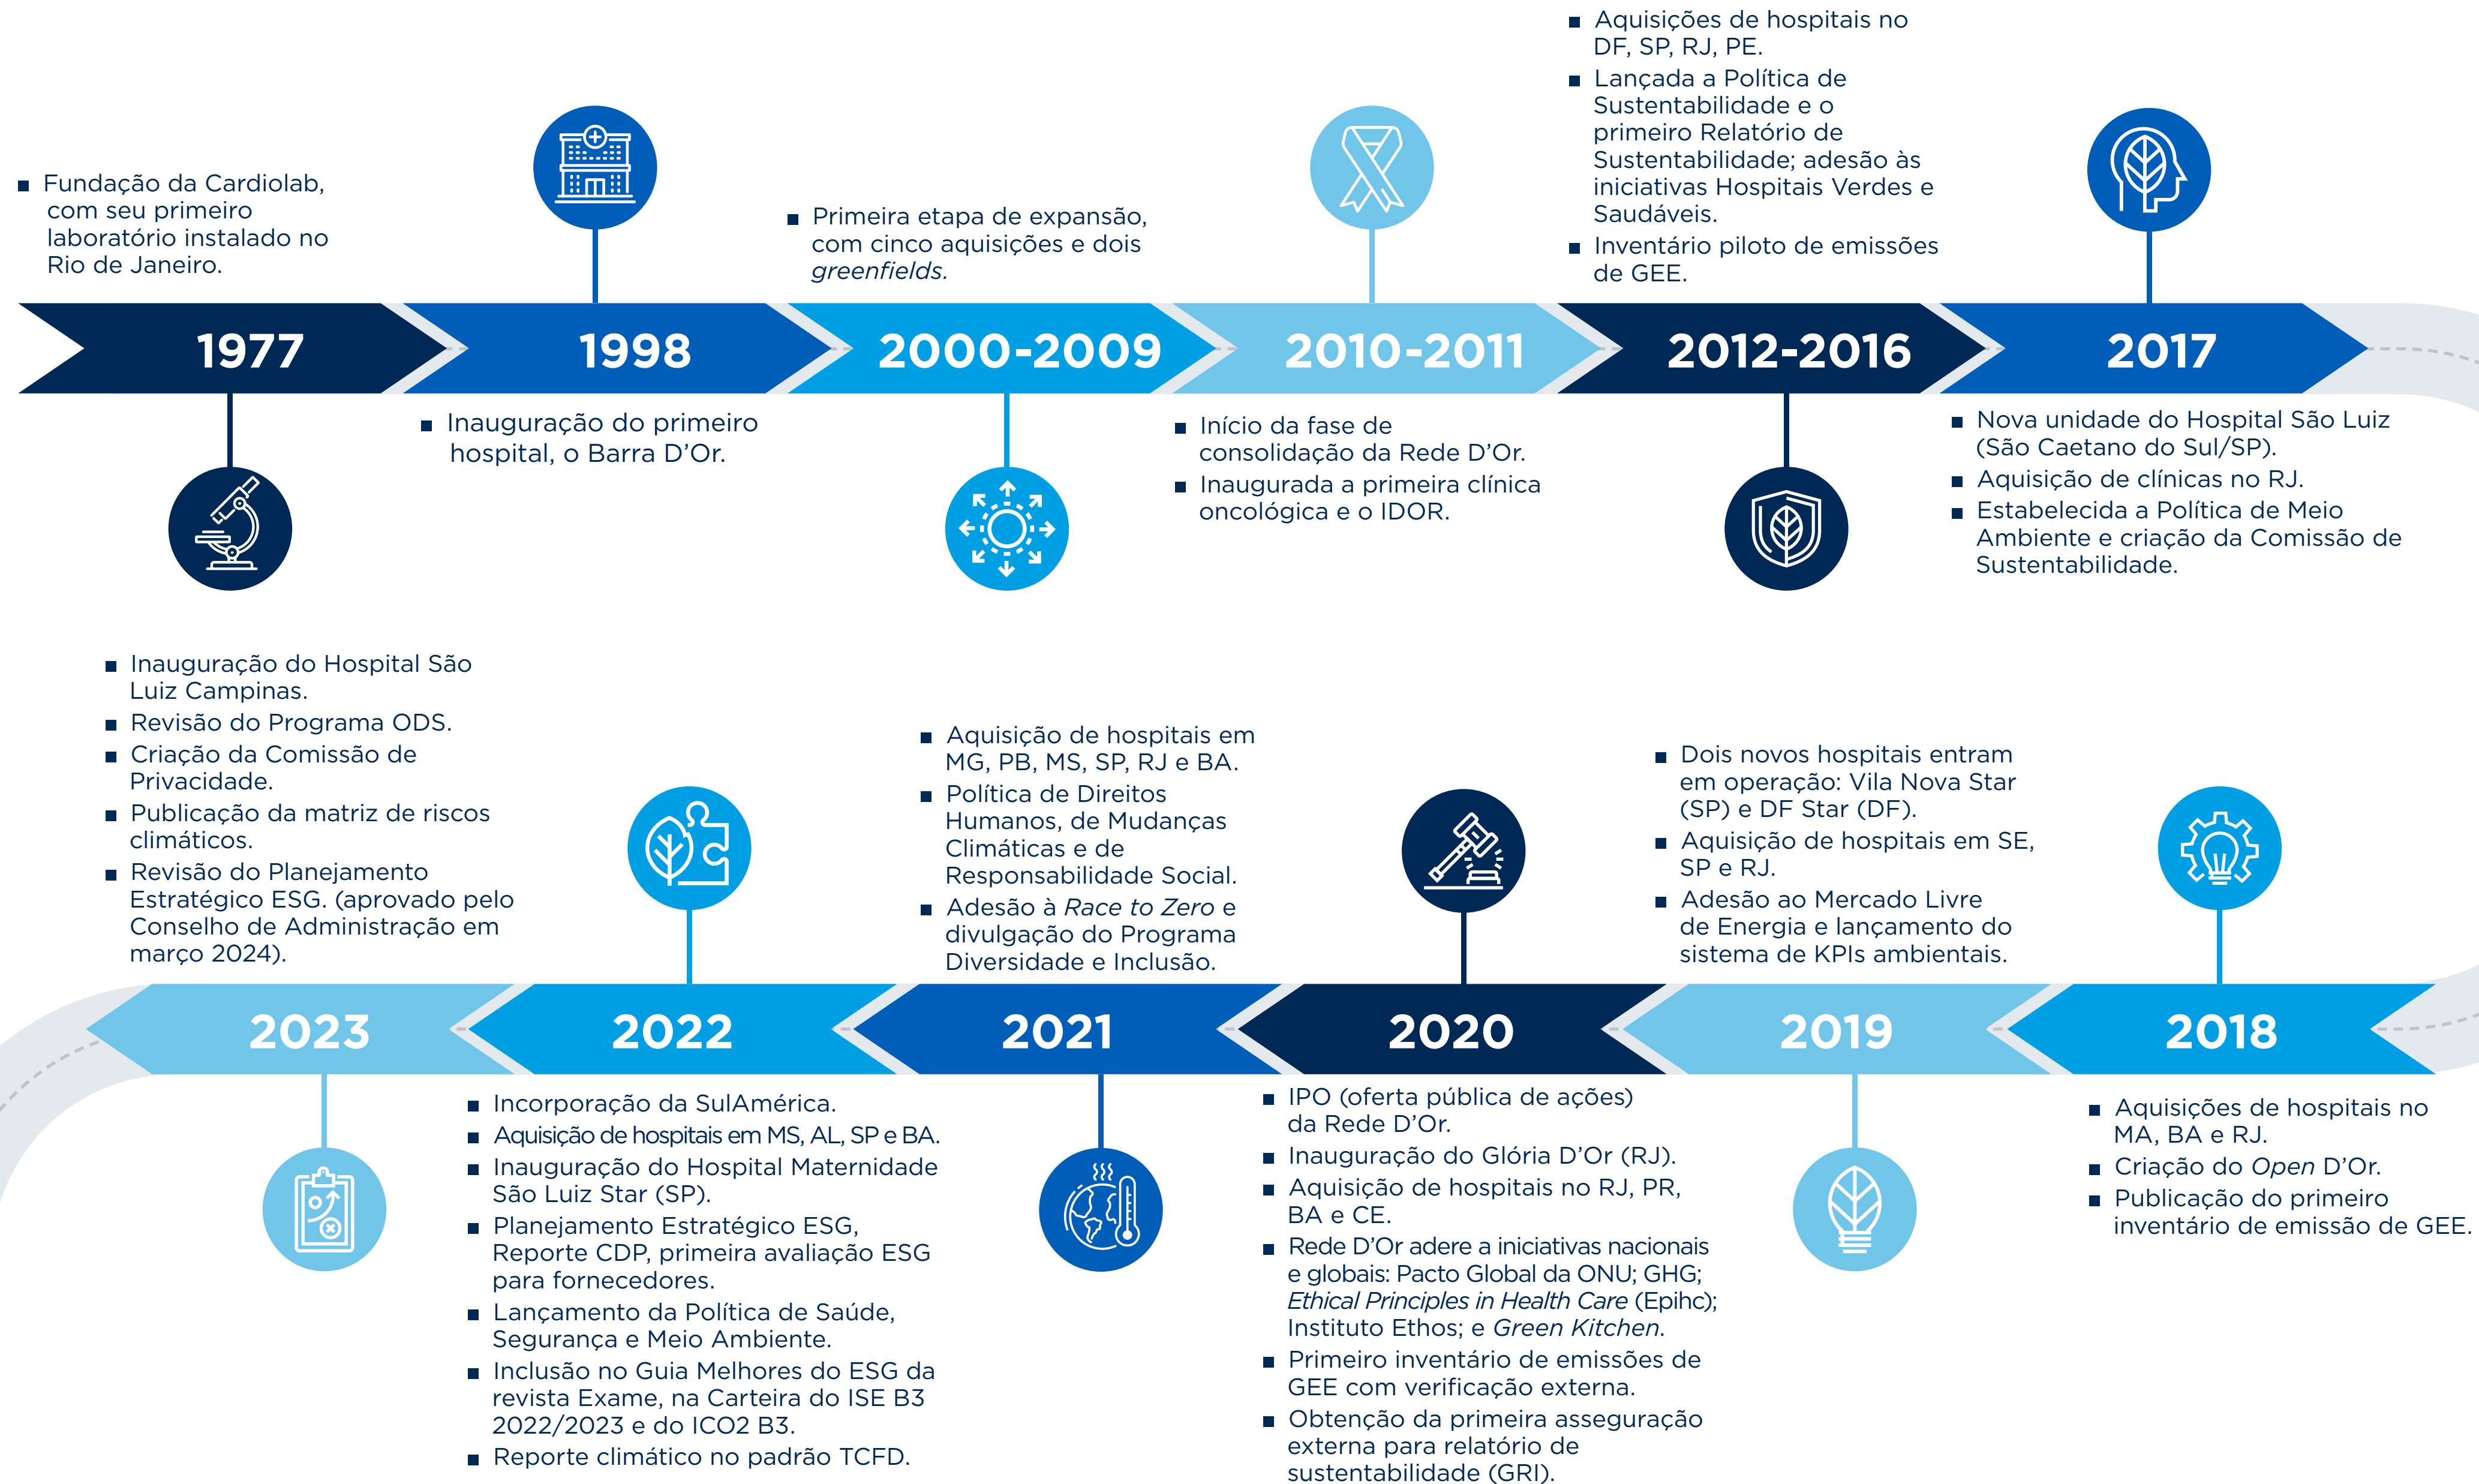 ■ Fundação da Cardiolab,
com seu primeiro
laboratório instalado no
Rio de Janeiro.
1977
1998
■ Inauguração do primeiro
hospital, o Barra D’Or.
■ Primeira etapa de expansão,
com cinco aquisições e dois
greenfields.
2000-2009
2010-2011
■ Início da fase de
consolidação da Rede D’Or.
■ Inaugurada a primeira clínica
oncológica e o IDOR.
■ Aquisições de hospitais no
DF, SP, RJ, PE.
■ Lançada a Política de
Sustentabilidade e o
primeiro Relatório de
Sustentabilidade; adesão às
iniciativas Hospitais Verdes e
Saudáveis.
■ Inventário piloto de emissões
de GEE.
2012-2016
2017
■ Nova unidade do Hospital São Luiz
(São Caetano do Sul/SP).
■ Aquisição de clínicas no RJ.
■ Estabelecida a Política de Meio
Ambiente e criação da Comissão de
Sustentabilidade.
2018
■ Aquisições de hospitais no
MA, BA e RJ.
■ Criação do Open D’Or.
■ Publicação do primeiro
inventário de emissão de GEE.
■ Dois novos hospitais entram
em operação: Vila Nova Star
(SP) e DF Star (DF).
■ Aquisição de hospitais em SE,
SP e RJ.
■ Adesão ao Mercado Livre
de Energia e lançamento do
sistema de KPIs ambientais.
2019
2020
■ IPO (oferta pública de ações)
da Rede D’Or.
■ Inauguração do Glória D’Or (RJ).
■ Aquisição de hospitais no RJ, PR,
BA e CE.
■ Rede D’Or adere a iniciativas nacionais
e globais: Pacto Global da ONU; GHG;
Ethical Principles in Health Care (Epihc);
Instituto Ethos; e Green Kitchen.
■ Primeiro inventário de emissões de
GEE com verificação externa.
■ Obtenção da primeira asseguração
externa para relatório de
sustentabilidade (GRI).
■ Aquisição de hospitais em
MG, PB, MS, SP, RJ e BA.
■ Política de Direitos
Humanos, de Mudanças
Climáticas e de
Responsabilidade Social.
■ Adesão à Race to Zero e
divulgação do Programa
Diversidade e Inclusão.
2021
2022
■ Incorporação da SulAmérica.
■ Aquisição de hospitais em MS, AL, SP e BA.
■ Inauguração do Hospital Maternidade
São Luiz Star (SP).
■ Planejamento Estratégico ESG,
Reporte CDP, primeira avaliação ESG
para fornecedores.
■ Lançamento da Política de Saúde,
Segurança e Meio Ambiente.
■ Inclusão no Guia Melhores do ESG da
revista Exame, na Carteira do ISE B3
2022/2023 e do ICO2 B3.
■ Reporte climático no padrão TCFD.
■ Inauguração do Hospital São
Luiz Campinas.
■ Revisão do Programa ODS.
■ Criação da Comissão de
Privacidade.
■ Publicação da matriz de riscos
climáticos.
■ Revisão do Planejamento
Estratégico ESG. (aprovado pelo
Conselho de Administração em
março 2024).
2023